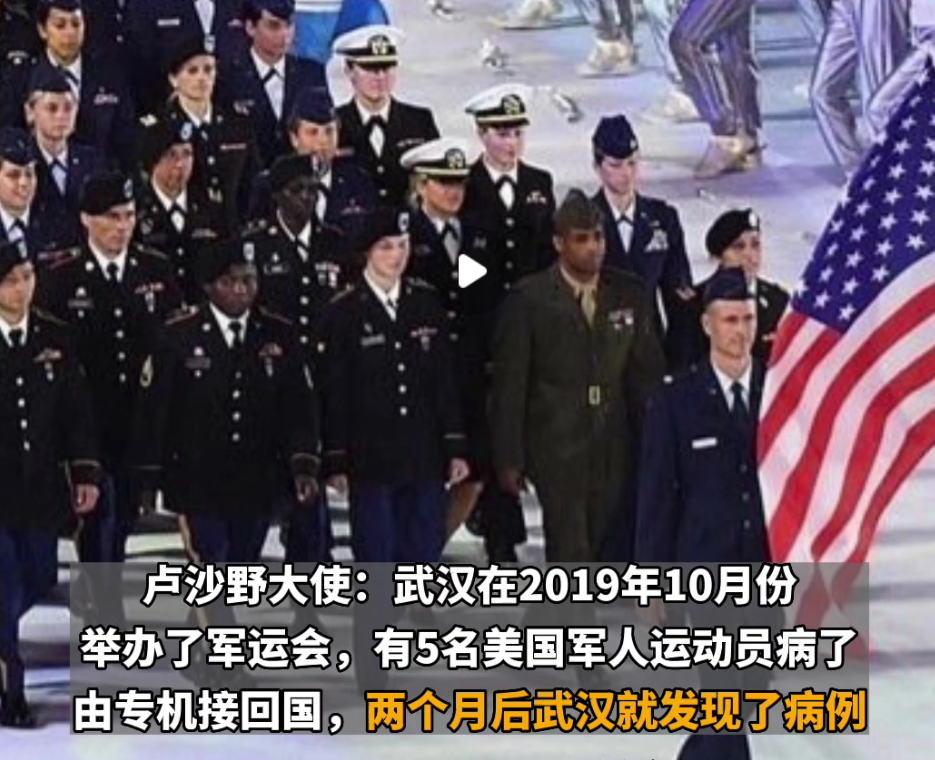 卢沙野大使：武汉在2019年10月份
举办了军运会，有5名美国军人运动员病了
由专机接回国，两个月后武汉就发现了病例